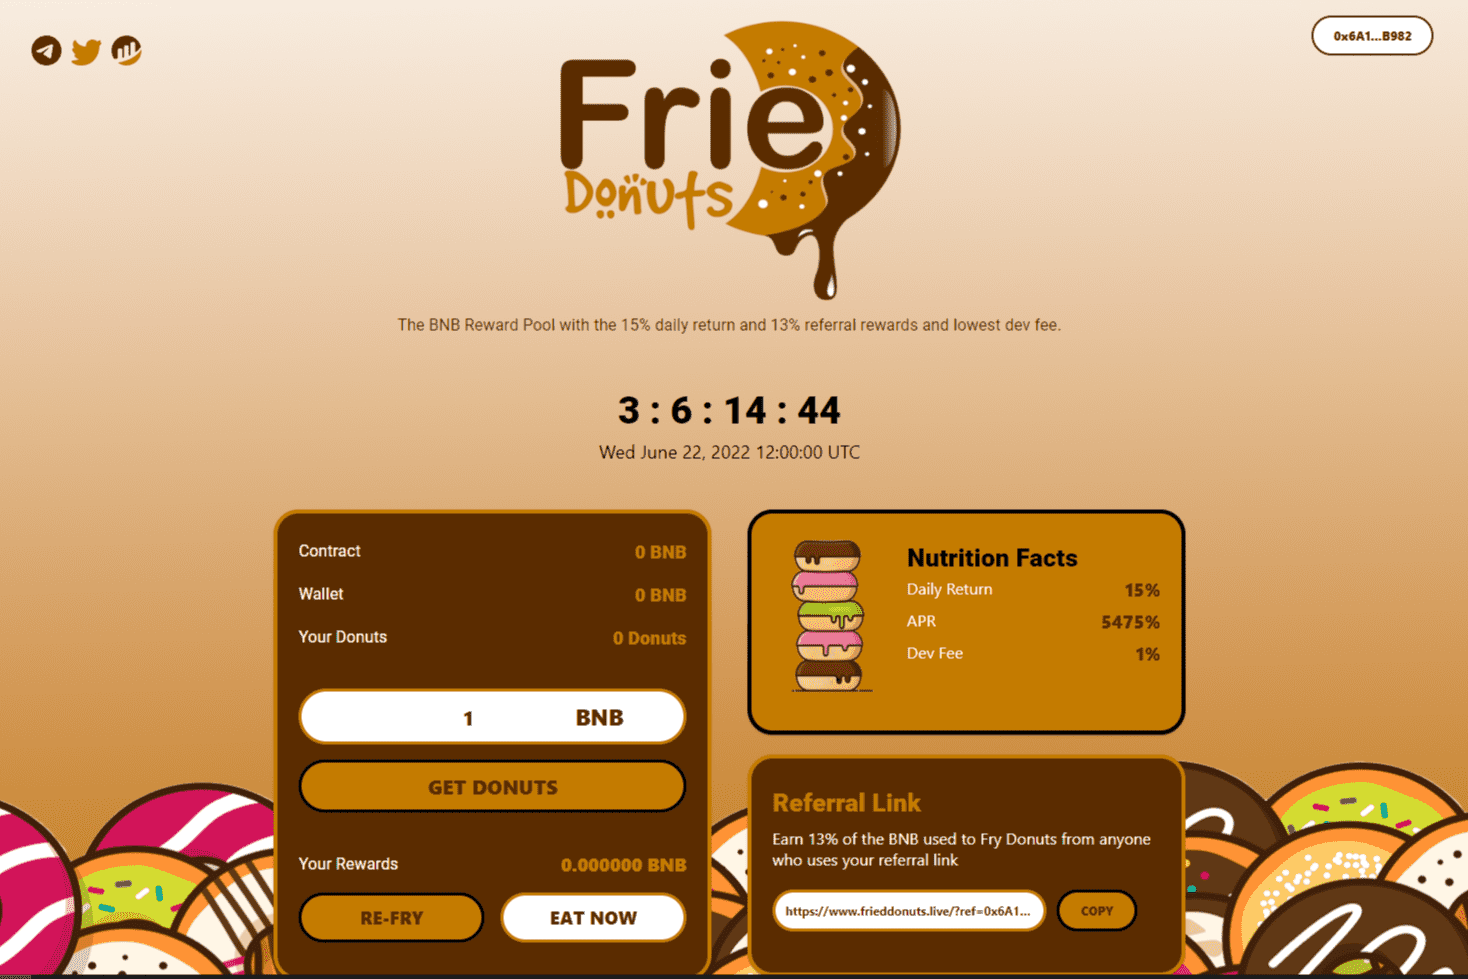 0x6A1...B982
Frie
Donuts
The BNB Reward Pool with the 15% daily return and 13% referral rewards and lowest dev fee.
3 : 6 : 14 : 44
Wed June 22, 2022 12:00:00 UTC
Contract 0 BNB
Wallet 0 BNB
Your Donuts 0 Donuts
1 BNB
GET DONUTS
Your Rewards 0.000000 BNB
RE-FRY EAT NOW
Nutrition Facts
Daily Return 15%
APR 5475%
Dev Fee 1%
Referral Link
Earn 13% of the BNB used to Fry Donuts from anyone
who uses your referral link
https://www.frieddonuts.live/?ref=0x6A1... COPY